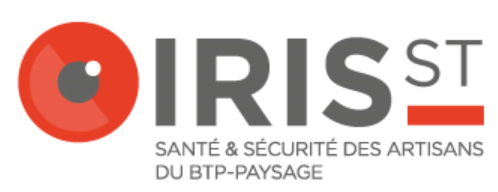 IRIS ST
SANTÉ & SÉCURITÉ DES ARTISANS
DU BTP-PAYSAGE